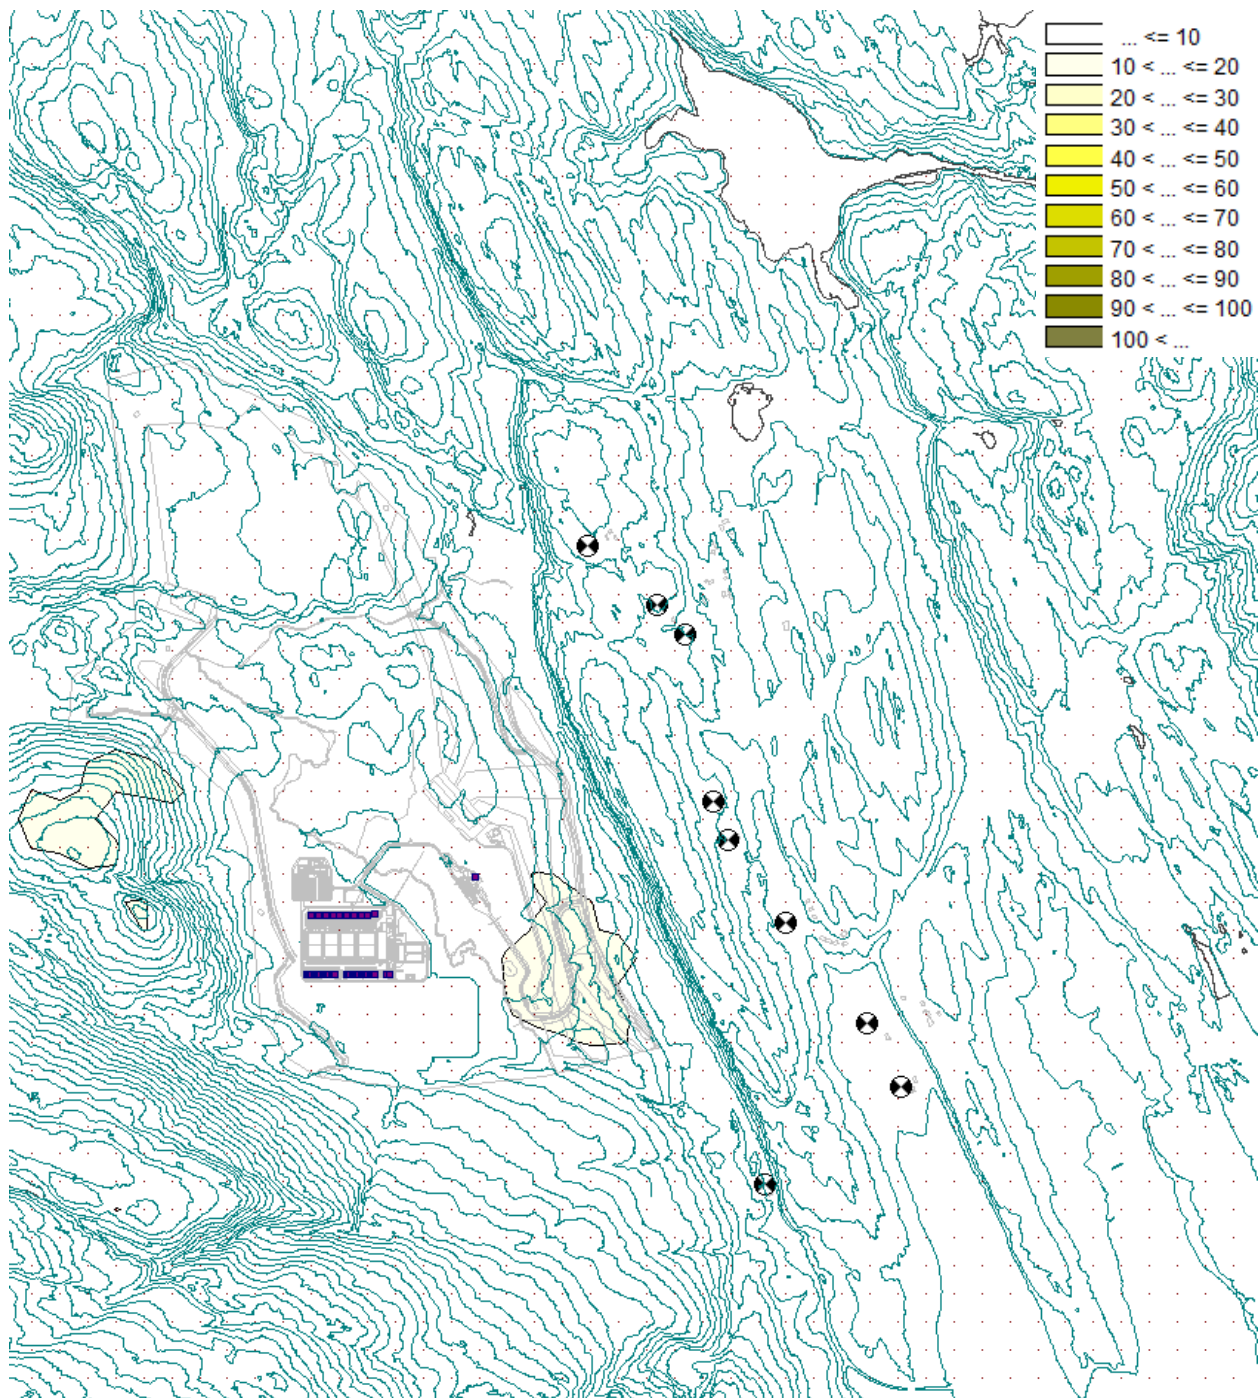 ... <= 10
10 < ... <= 20
20 < ... <= 30
30 < ... <= 40
40 < ... <= 50
50 < ... <= 60
60 < ... <= 70
70 < ... <= 80
80 < ... <= 90
90 < ... <= 100
100 < ...